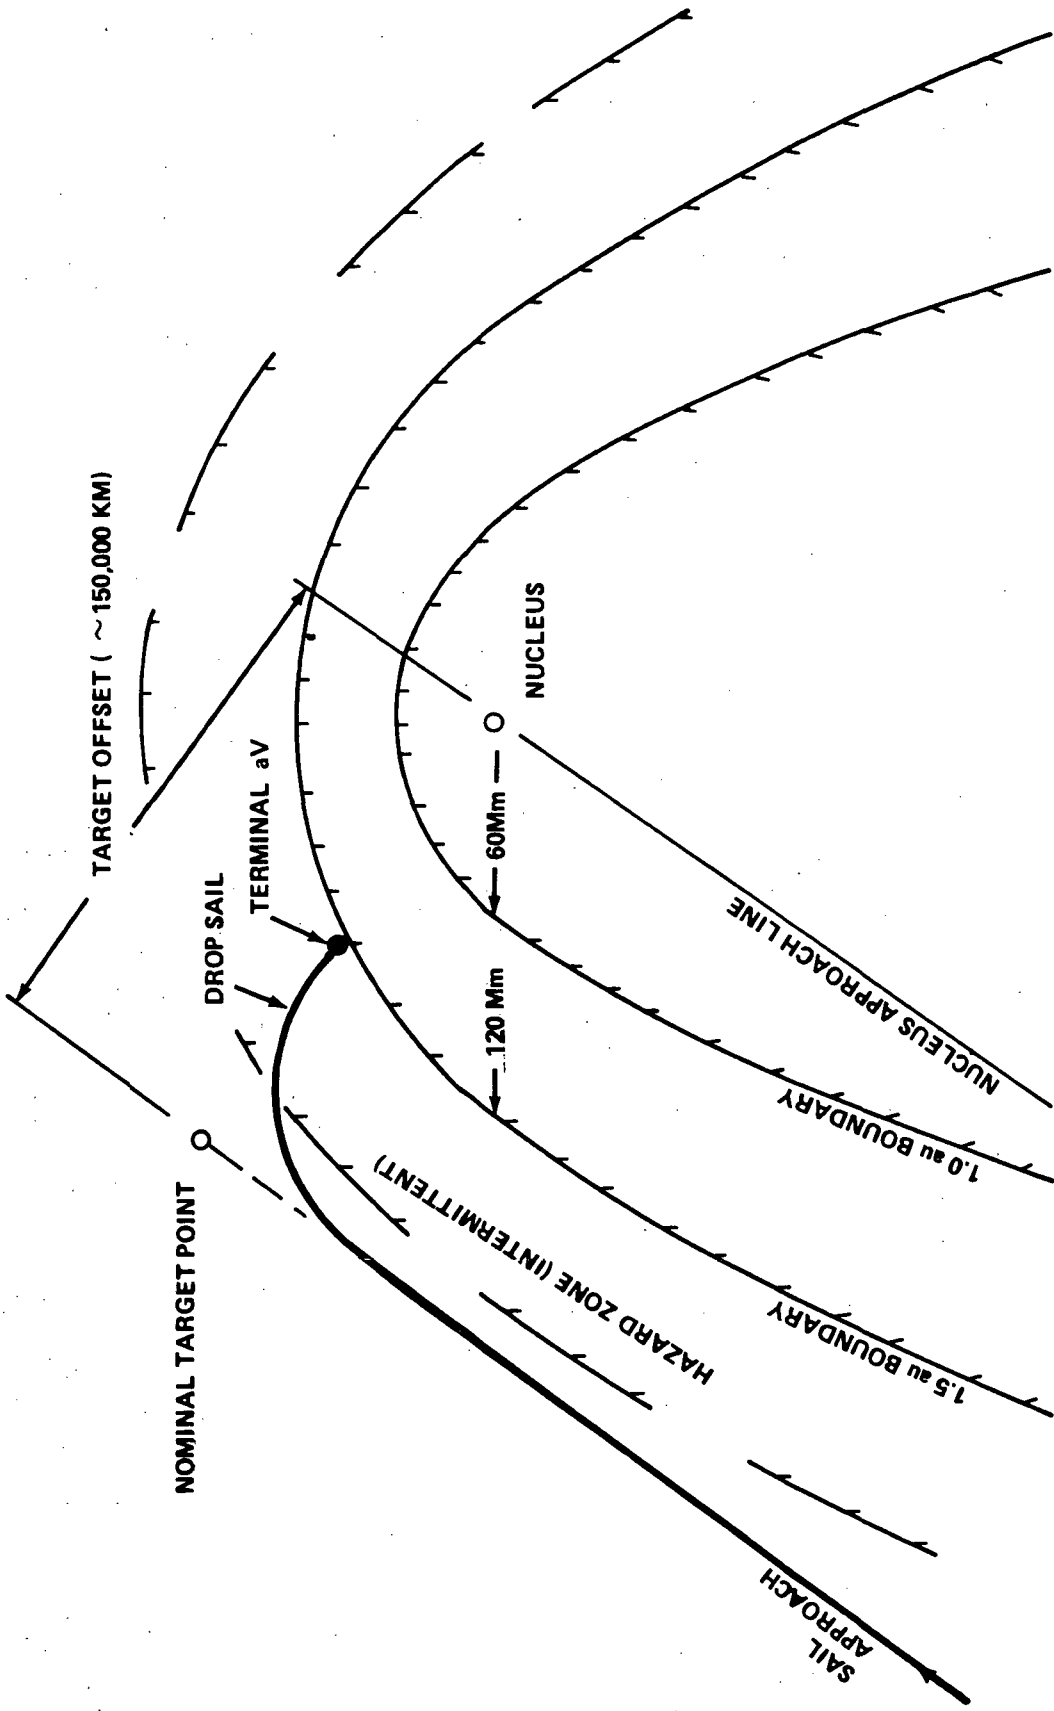 TARGET OFFSET ( ~150,000 KM)
TERMINAL aV
DROP SAIL
NOMINAL TARGET POINT
NUCLEUS
60Mm
120 Mm
NUCLEUS APPROACH LINE
1.0 au BOUNDARY
1.5 au BOUNDARY
HAZARD ZONE (INTERMITTENT)
SAIL
APPROACH